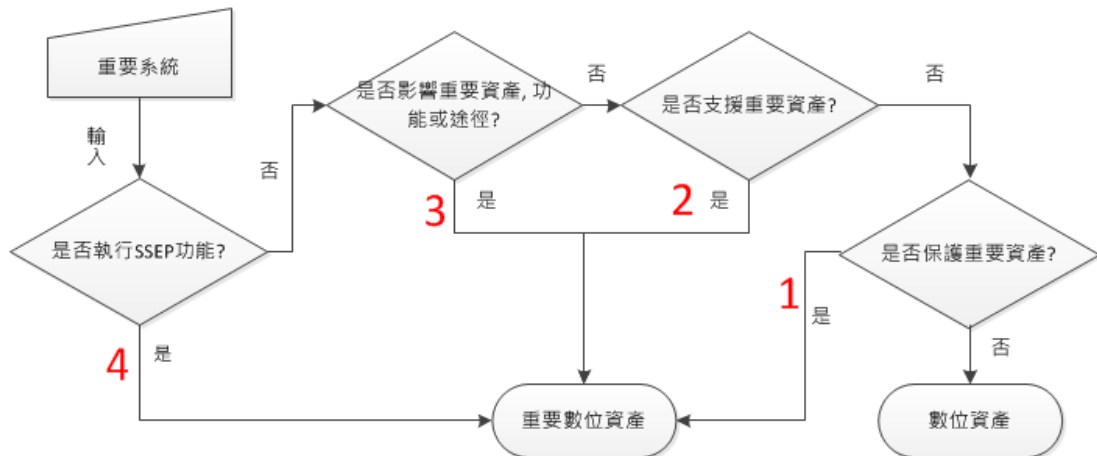 重要系統
輸
入
是否執行SSEP功能?
否
是
4
是否影響重要資產, 功
能或途徑?
否
是
3
是否支援重要資產?
否
是
2
是否保護重要資產?
1
是
否
重要數位資產
數位資產